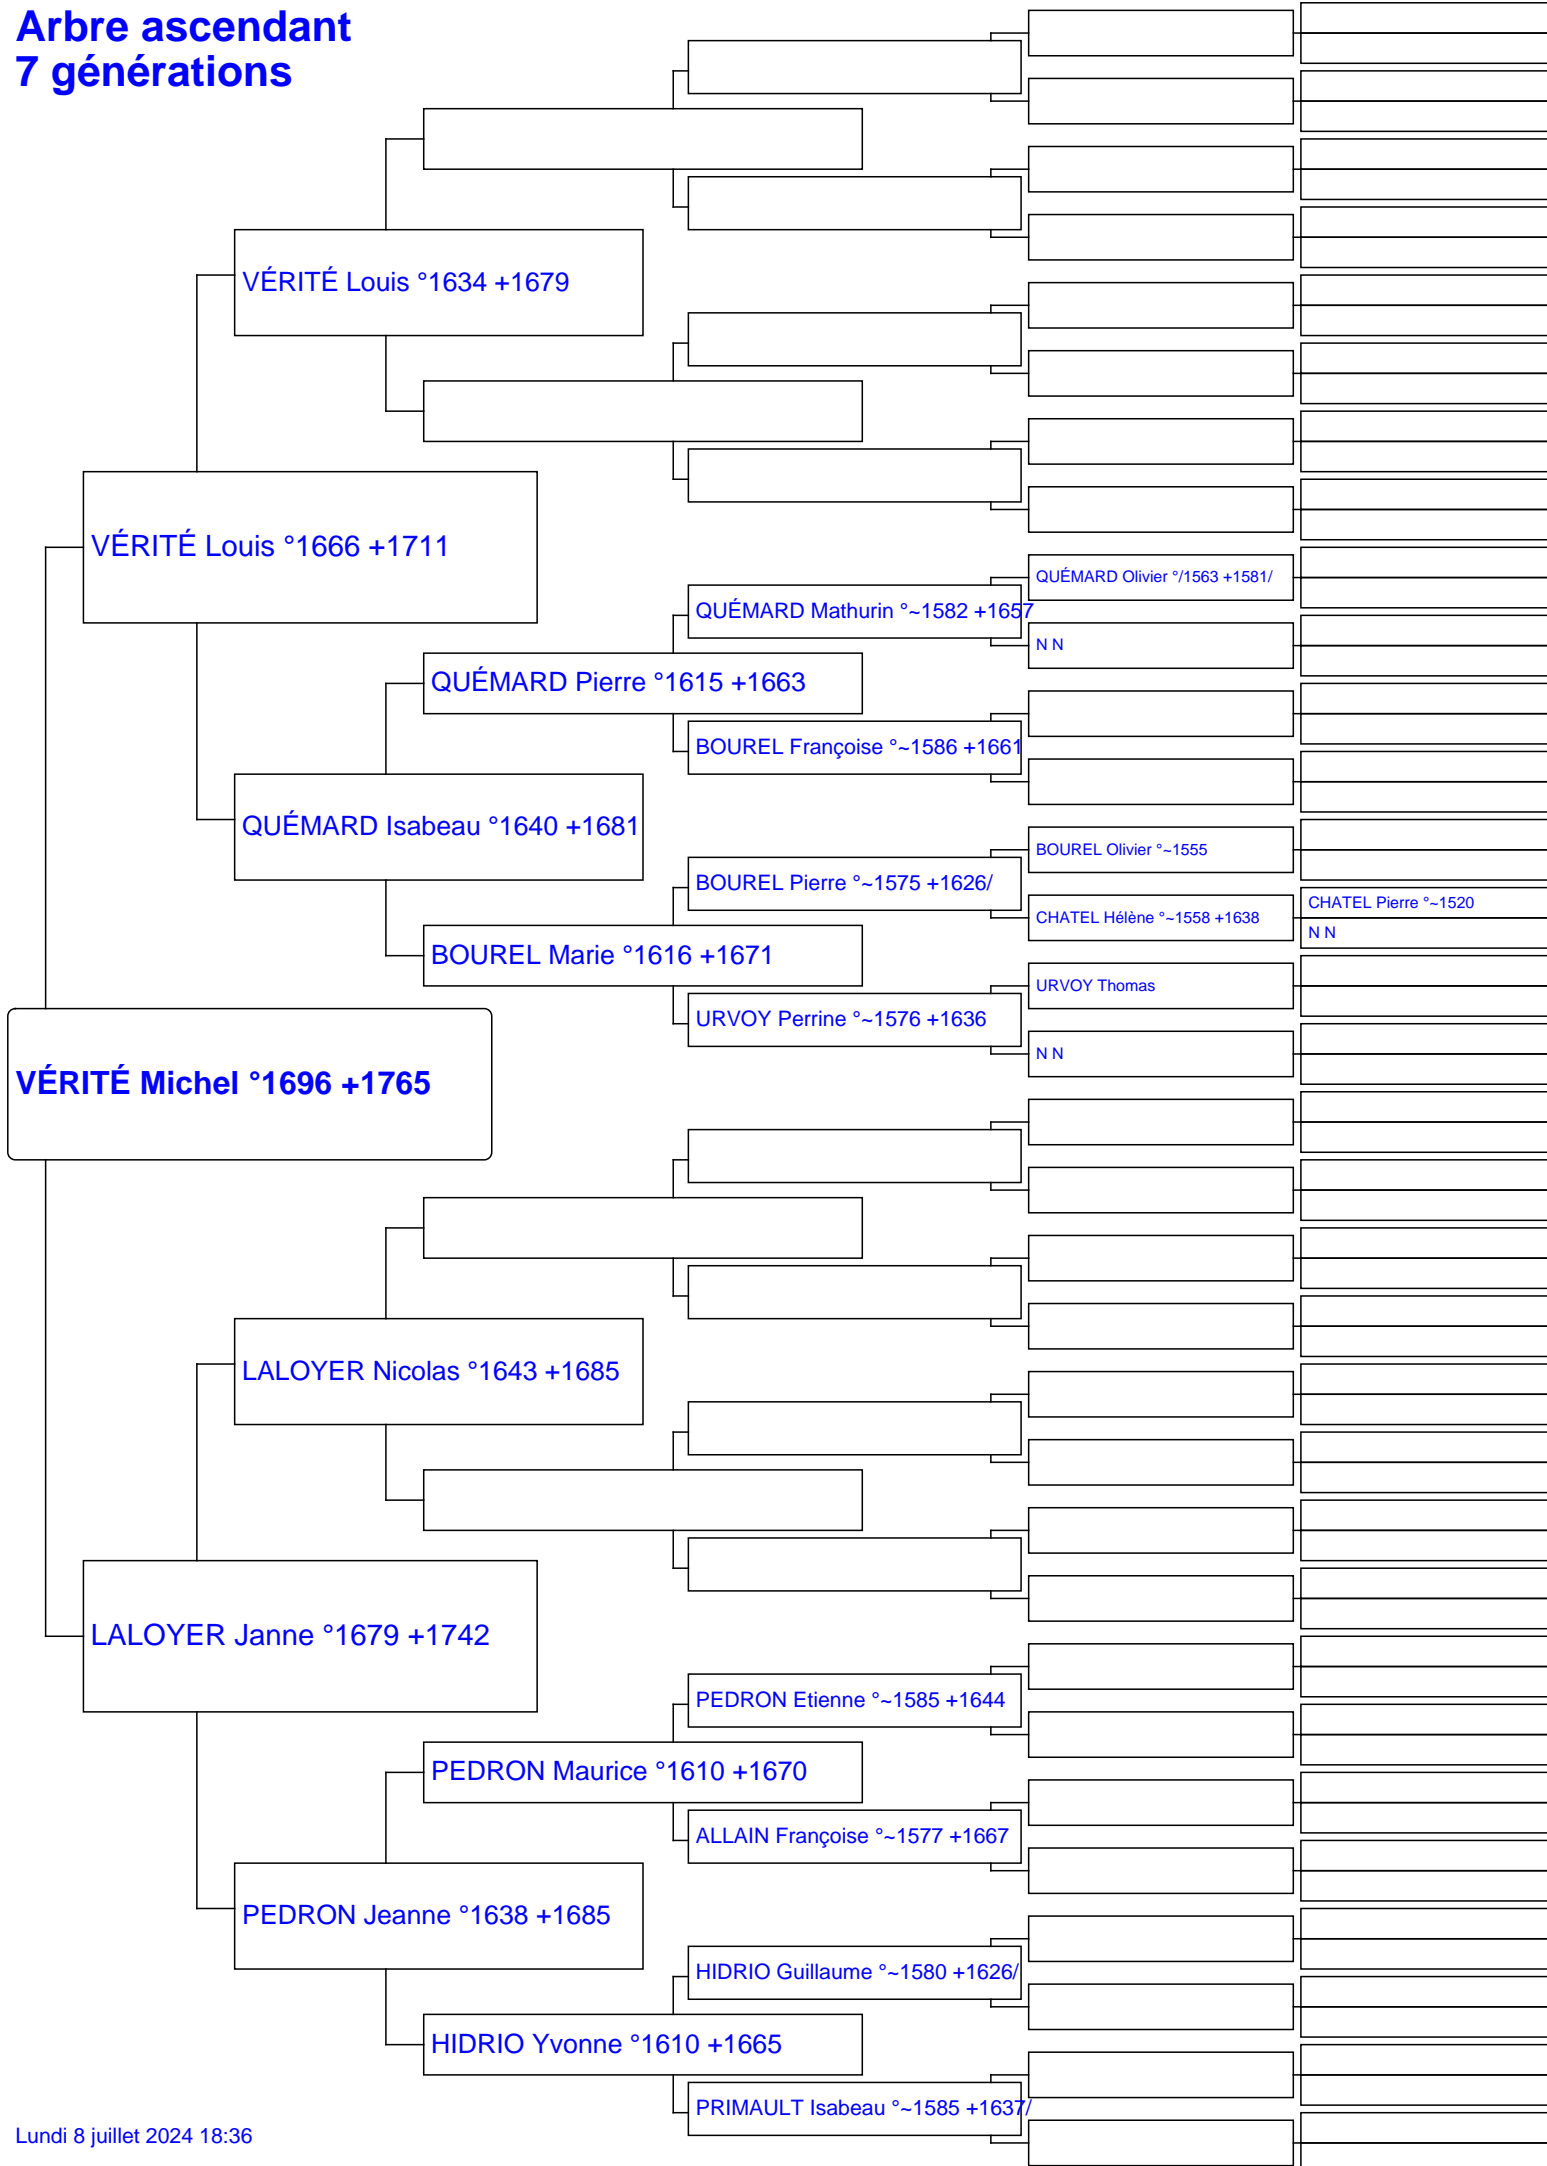 Arbre ascendant
7 générations
VÉRITÉ Louis °1634 +1679
VÉRITÉ Louis °1666 +1711
QUÉMARD Olivier °/1563 +1581/
QUÉMARD Mathurin °~1582 +1657
N N
QUÉMARD Pierre °1615 +1663
BOUREL Françoise °~1586 +1661
QUÉMARD Isabeau °1640 +1681
BOUREL Olivier °~1555
BOUREL Pierre °~1575 +1626/
CHATEL Pierre °~1520
CHATEL Hélène °~1558 +1638
N N
BOUREL Marie °1616 +1671
URVOY Thomas
URVOY Perrine °~1576 +1636
N N
VÉRITÉ Michel °1696 +1765
LALOYER Nicolas °1643 +1685
LALOYER Janne °1679 +1742
PEDRON Etienne °~1585 +1644
PEDRON Maurice °1610 +1670
ALLAIN Françoise °~1577 +1667
PEDRON Jeanne °1638 +1685
HIDRIO Guillaume °~1580 +1626/
HIDRIO Yvonne °1610 +1665
PRIMAULT Isabeau °~1585 +1637/
Lundi 8 juillet 2024 18:36